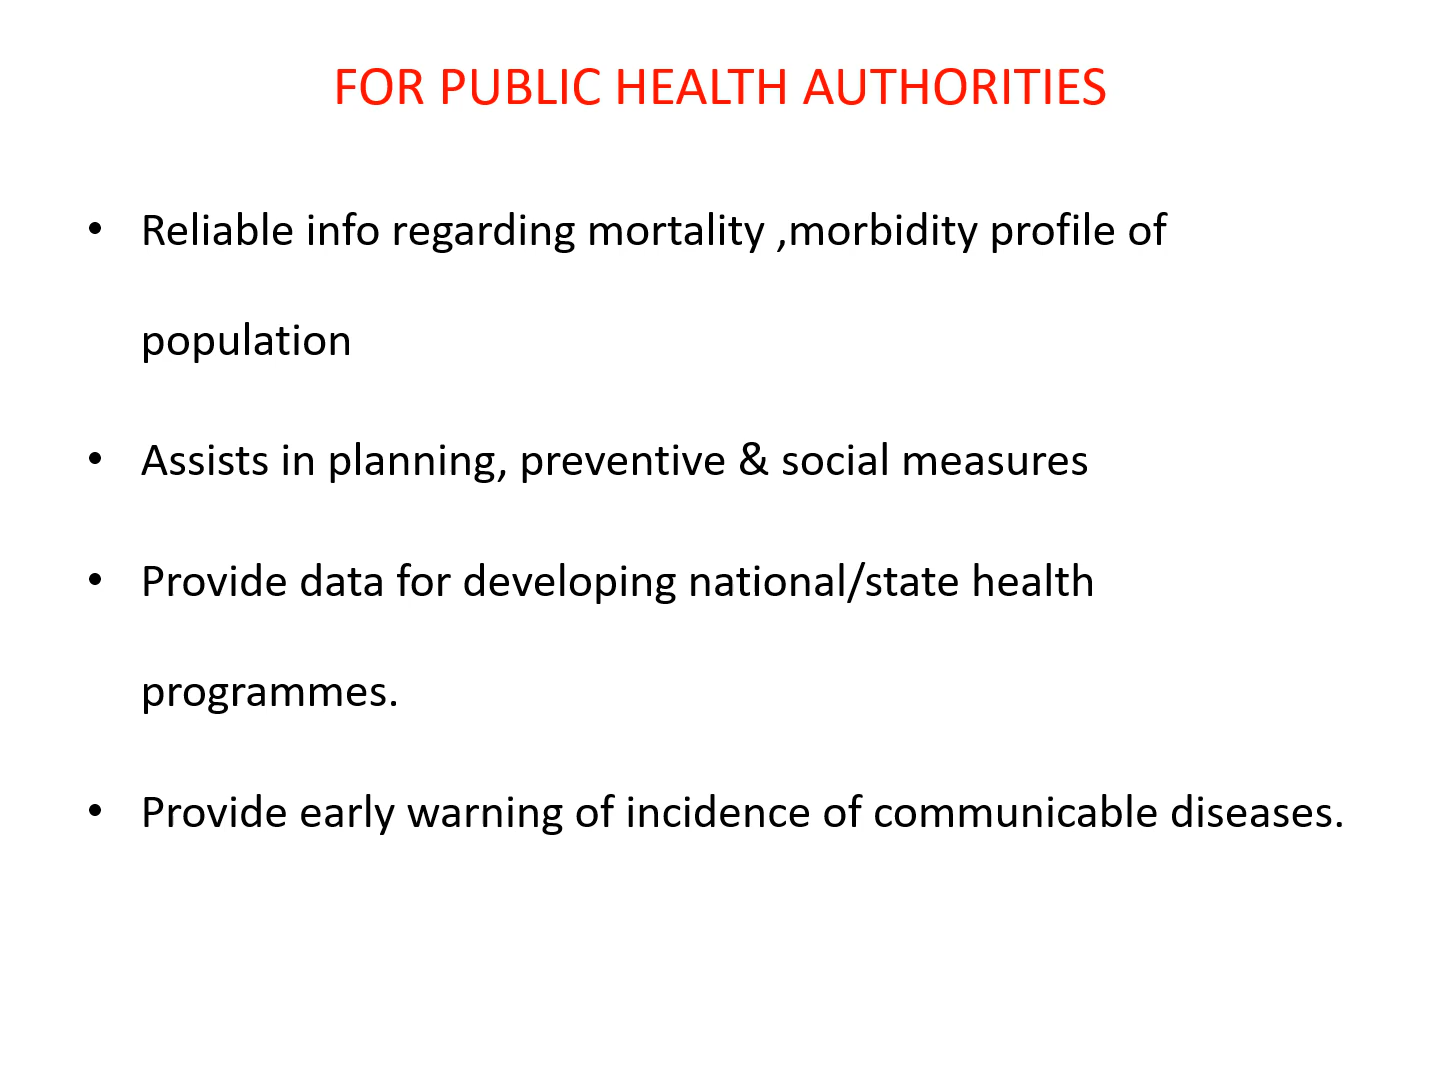 FOR PUBLIC HEALTH AUTHORITIES
• Reliable info regarding mortality ,morbidity profile of
population
• Assists in planning, preventive & social measures
• Provide data for developing national/state health
programmes.
• Provide early warning of incidence of communicable diseases.